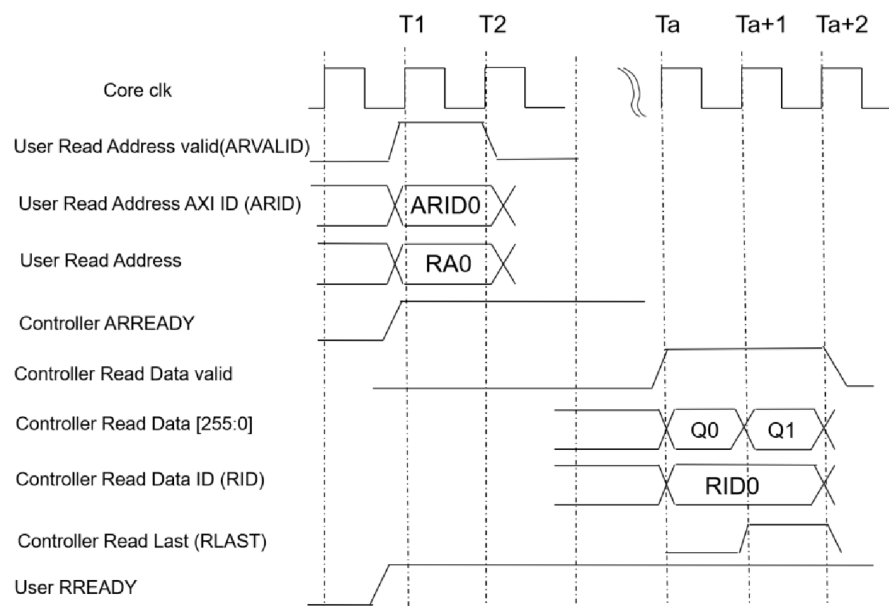 T1 T2 Ta Ta+1 Ta+2
Core clk
User Read Address valid(ARVALID)
User Read Address AXI ID (ARID)
ARID0
User Read Address
RA0
Controller ARREADY
Controller Read Data valid
Controller Read Data [255:0]
Q0 Q1
Controller Read Data ID (RID)
RID0
Controller Read Last (RLAST)
User RREADY